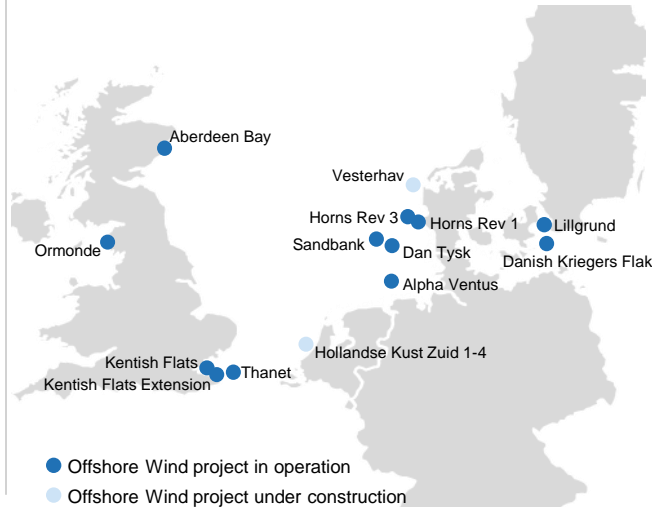 Aberdeen Bay
Vesterhav
Horns Rev 3
Horns Rev 1
Lillgrund
Ormonde
Sandbank
Dan Tysk
Danish Kriegers Flak
Alpha Ventus
Hollandse Kust Zuid 1-4
Kentish Flats
Thanet
Kentish Flats Extension
Offshore Wind project in operation
Offshore Wind project under construction